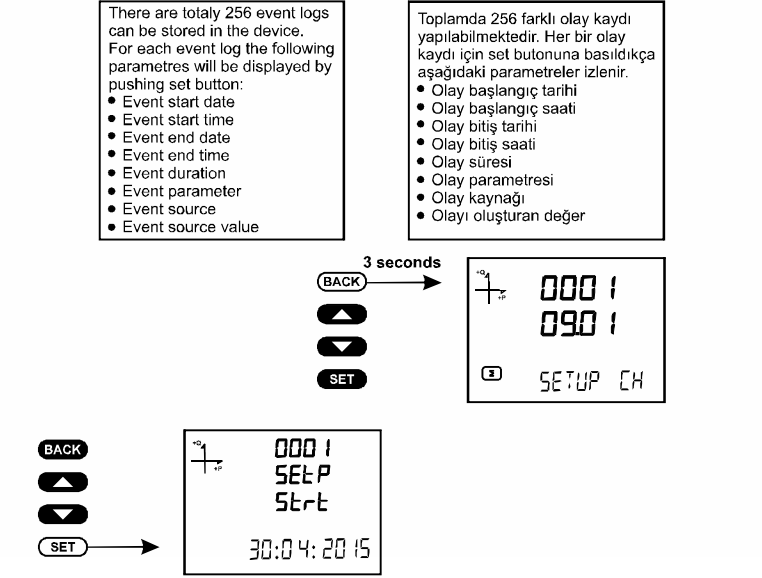 There are totaly 256 event logs
can be stored in the device.
For each event log the following
parametres will be displayed by
pushing set button:
• Event start date
• Event start time
• Event end date
• Event end time
• Event duration
• Event parameter
• Event source
• Event source value
Toplamda 256 farklı olay kaydı
yapılabilmektedir. Her bir olay
kaydı için set butonuna basıldıkça
aşağıdaki parametreler izlenir.
• Olay başlangıç tarihi
• Olay başlangıç saati
• Olay bitiş tarihi
• Olay bitiş saati
• Olay süresi
• Olay parametresi
• Olay kaynağı
• Olayı oluşturan değer
3 seconds
BACK
SET
+Q
+P
0001
09.01
SETUP CH
BACK
SET
+Q
+P
0001
SEtP
Strt
30:04:2015